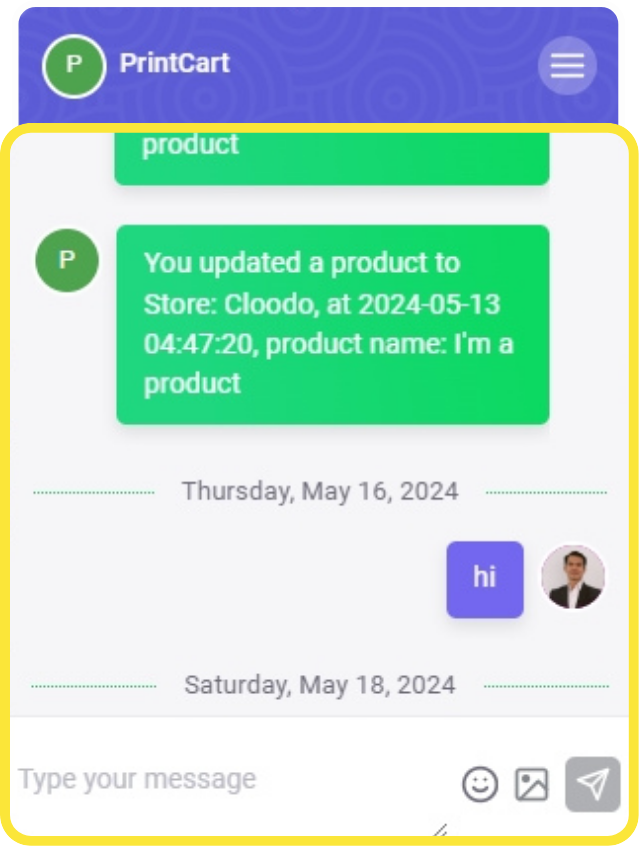 P PrintCart
product
P
You updated a product to
Store: Cloodo, at 2024-05-13
04:47:20, product name: I'm a
product
Thursday, May 16, 2024
hi
Saturday, May 18, 2024
Type your message